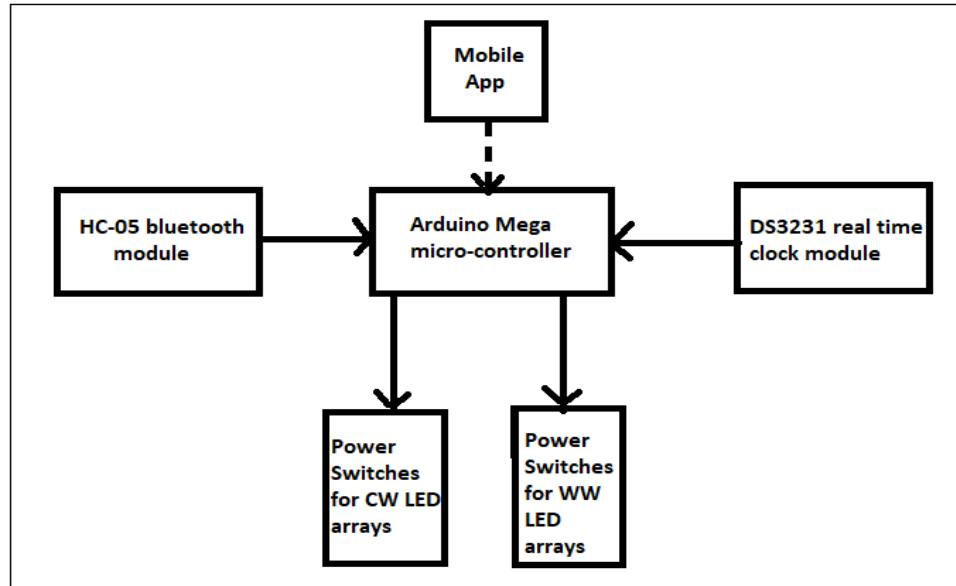 Mobile
App
HC-05 bluetooth
module
Arduino Mega
micro-controller
DS3231 real time
clock module
Power
Switches
for CW LED
arrays
Power
Switches
for WW
LED
arrays